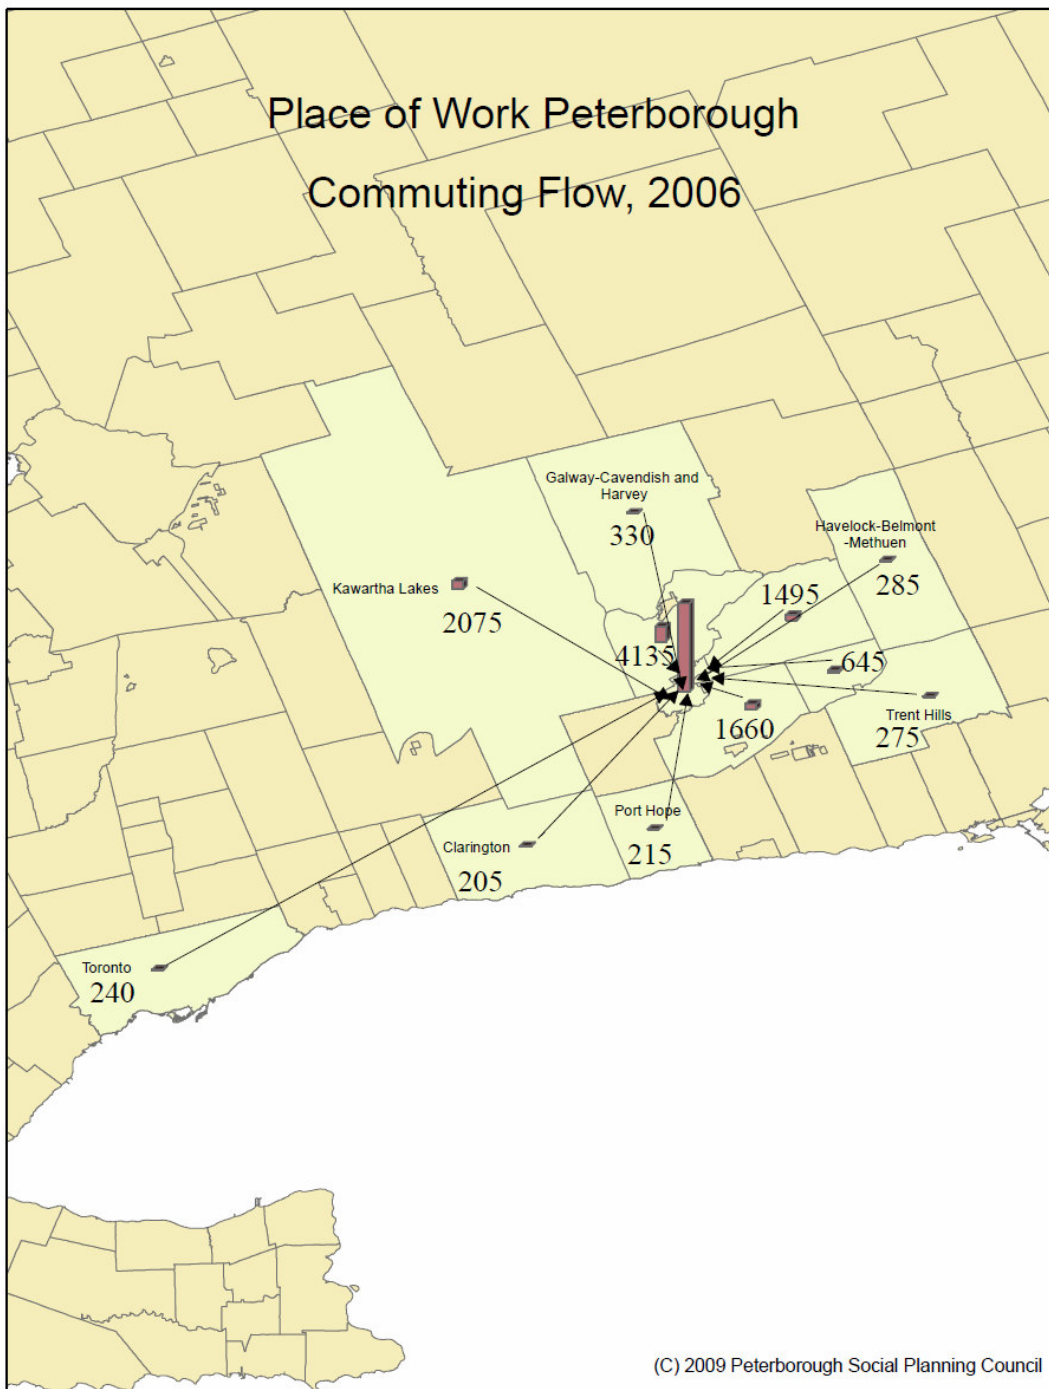 Place of Work Peterborough
Commuting Flow, 2006
Galway-Cavendish and
Harvey
330
Havelock-Belmont
-Methuen
285
Kawartha Lakes
2075
1495
4135
645
Trent Hills
275
1660
Port Hope
215
Clarington
205
Toronto
240
(C) 2009 Peterborough Social Planning Council